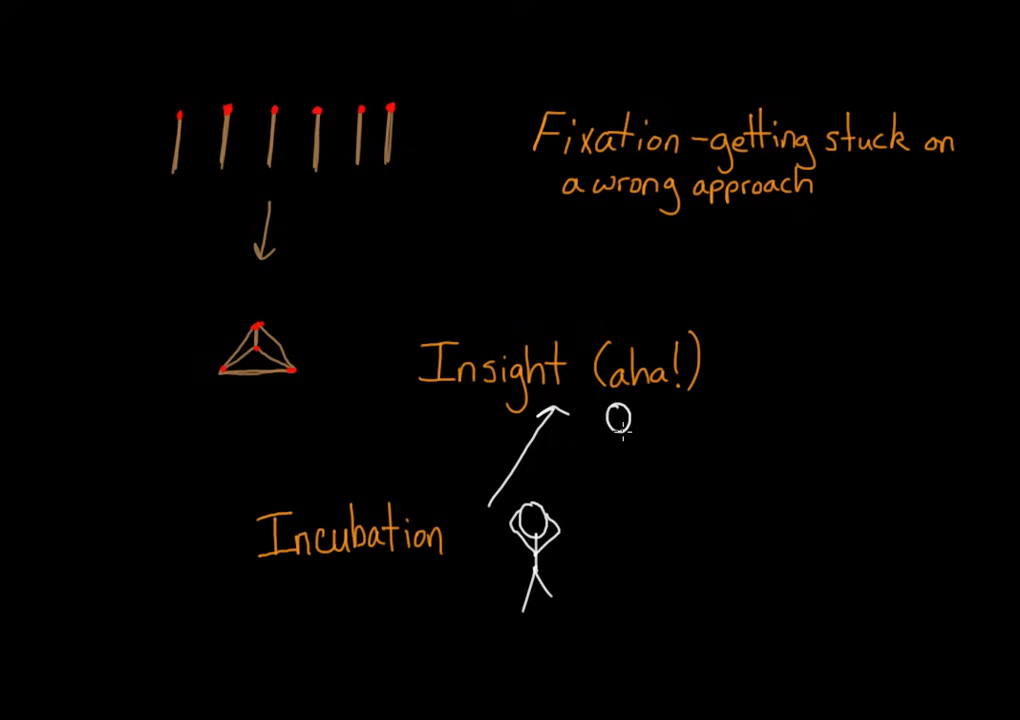 Fixation - getting stuck on
a wrong approach
Insight (aha!)
Incubation